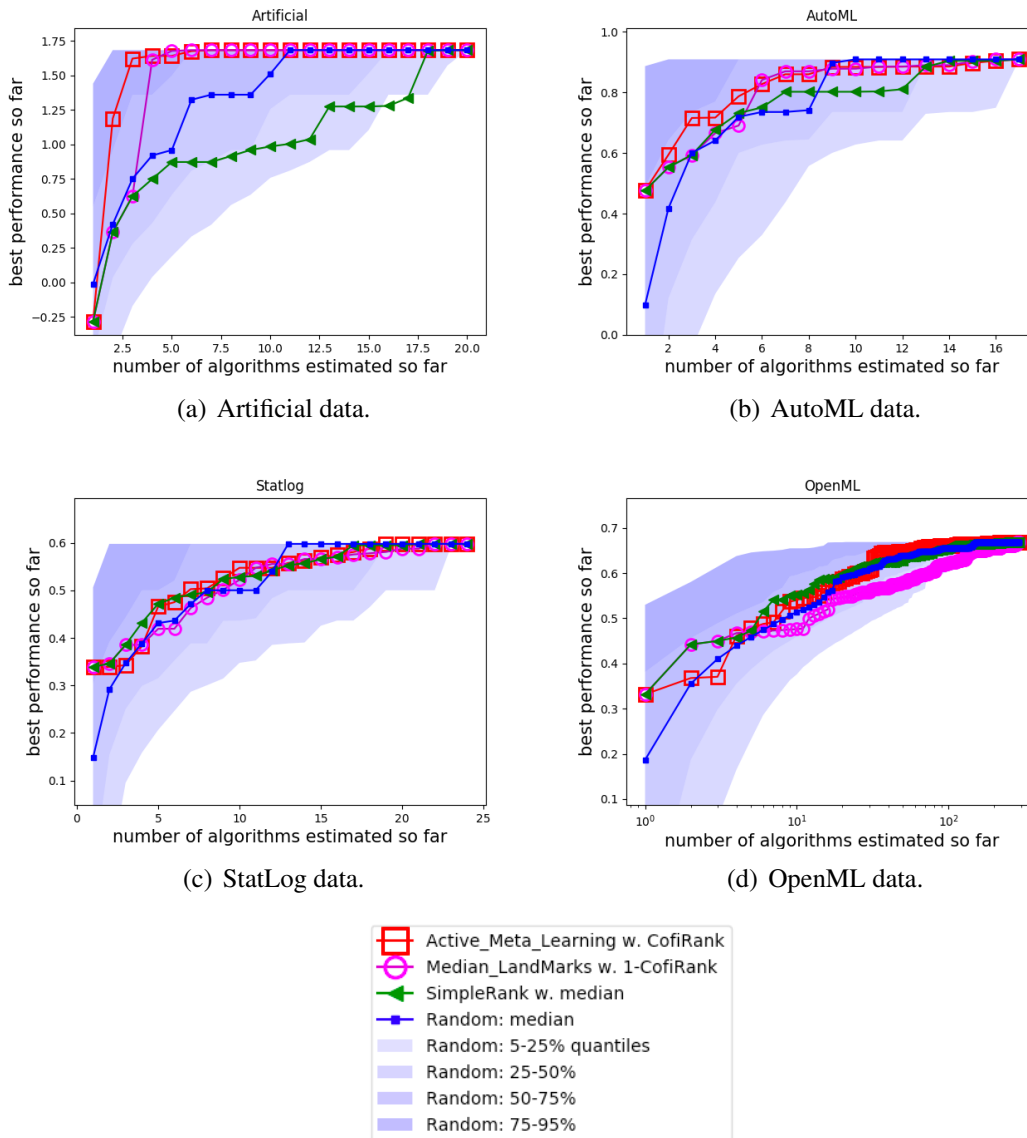 Artificial
best performance so far
1.75
1.50
1.25
1.00
0.75
0.50
0.25
0.00
−0.25
2.5 5.0 7.5 10.0 12.5 15.0 17.5 20.0
number of algorithms estimated so far
(a) Artificial data.
AutoML
best performance so far
1.0
0.8
0.6
0.4
0.2
0.0
2 4 6 8 10 12 14 16
number of algorithms estimated so far
(b) AutoML data.
Statlog
best performance so far
0.6
0.5
0.4
0.3
0.2
0.1
0 5 10 15 20 25
number of algorithms estimated so far
(c) StatLog data.
OpenML
best performance so far
0.7
0.6
0.5
0.4
0.3
0.2
0.1
10⁰ 10¹ 10²
number of algorithms estimated so far
(d) OpenML data.
Active_Meta_Learning w. CofiRank
Median_LandMarks w. 1-CofiRank
SimpleRank w. median
Random: median
Random: 5-25% quantiles
Random: 25-50%
Random: 50-75%
Random: 75-95%